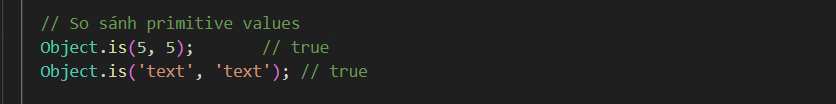 // So sánh primitive values
Object.is(5, 5);       // true
Object.is('text', 'text'); // true